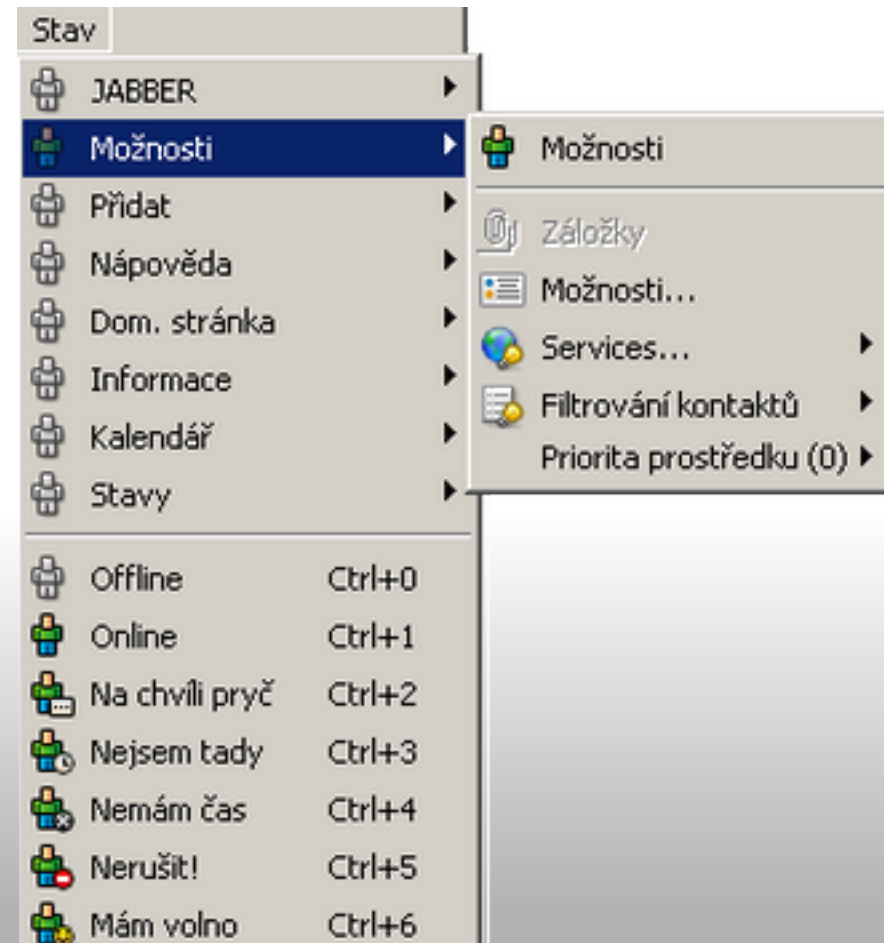 Stav
JABBER
Možnosti
Přidat
Nápověda
Dom. stránka
Informace
Kalendář
Stavy
Offline Ctrl+0
Online Ctrl+1
Na chvíli pryč Ctrl+2
Nejsem tady Ctrl+3
Nemám čas Ctrl+4
Nerušit! Ctrl+5
Mám volno Ctrl+6
Možnosti
Záložky
Možnosti...
Services...
Filtrování kontaktů
Priorita prostředku (0)